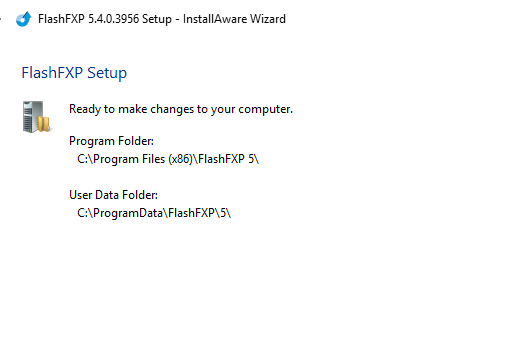 FlashFXP 5.4.0.3956 Setup - InstallAware Wizard
FlashFXP Setup
Ready to make changes to your computer.
Program Folder:
C:\Program Files (x86)\FlashFXP 5\
User Data Folder:
C:\ProgramData\FlashFXP\5\